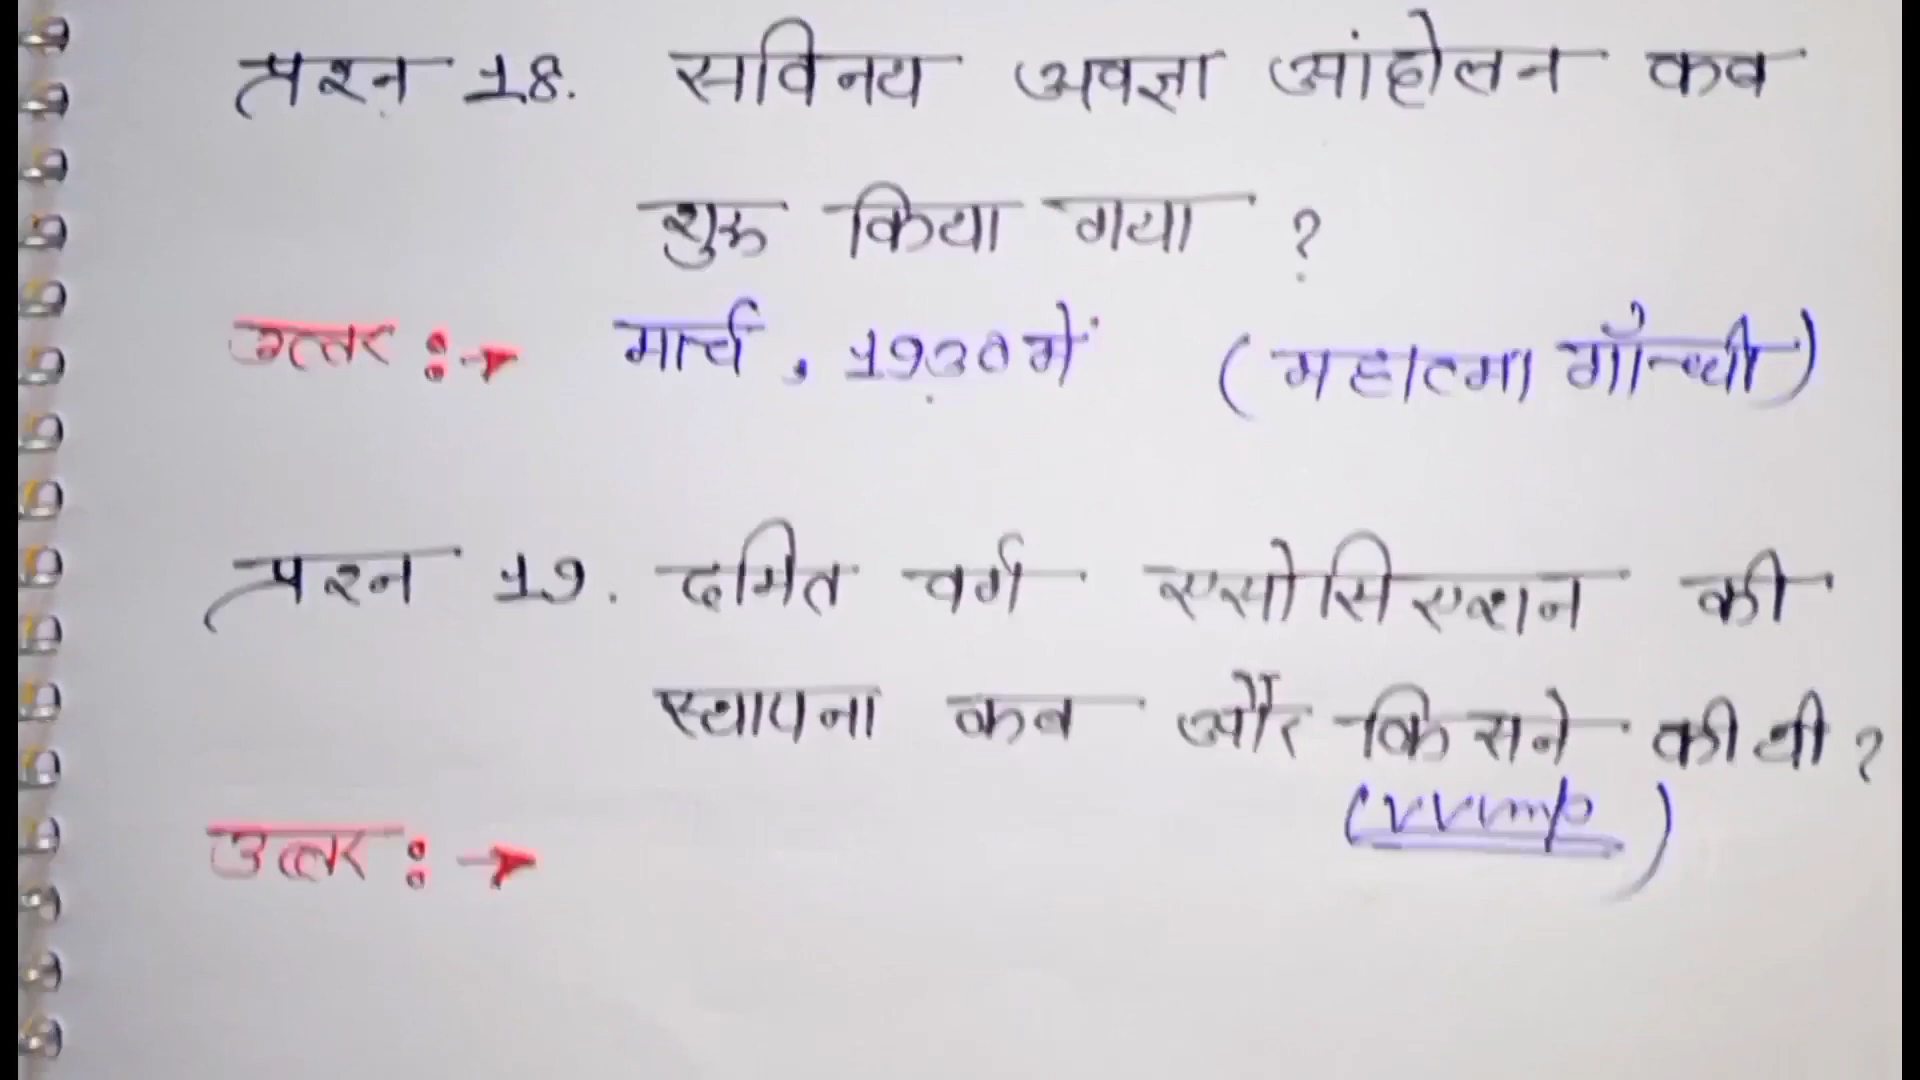 प्रश्न 18. सविनय अवज्ञा आंदोलन कब
शुरू किया गया ?
उत्तर :→ मार्च, 1930 में (महात्मा गाँन्धी)
प्रश्न 19. दमित वर्ग एसोसिएशन की
स्थापना कब और किसने की थी ?
(vvimp)
उत्तर :→